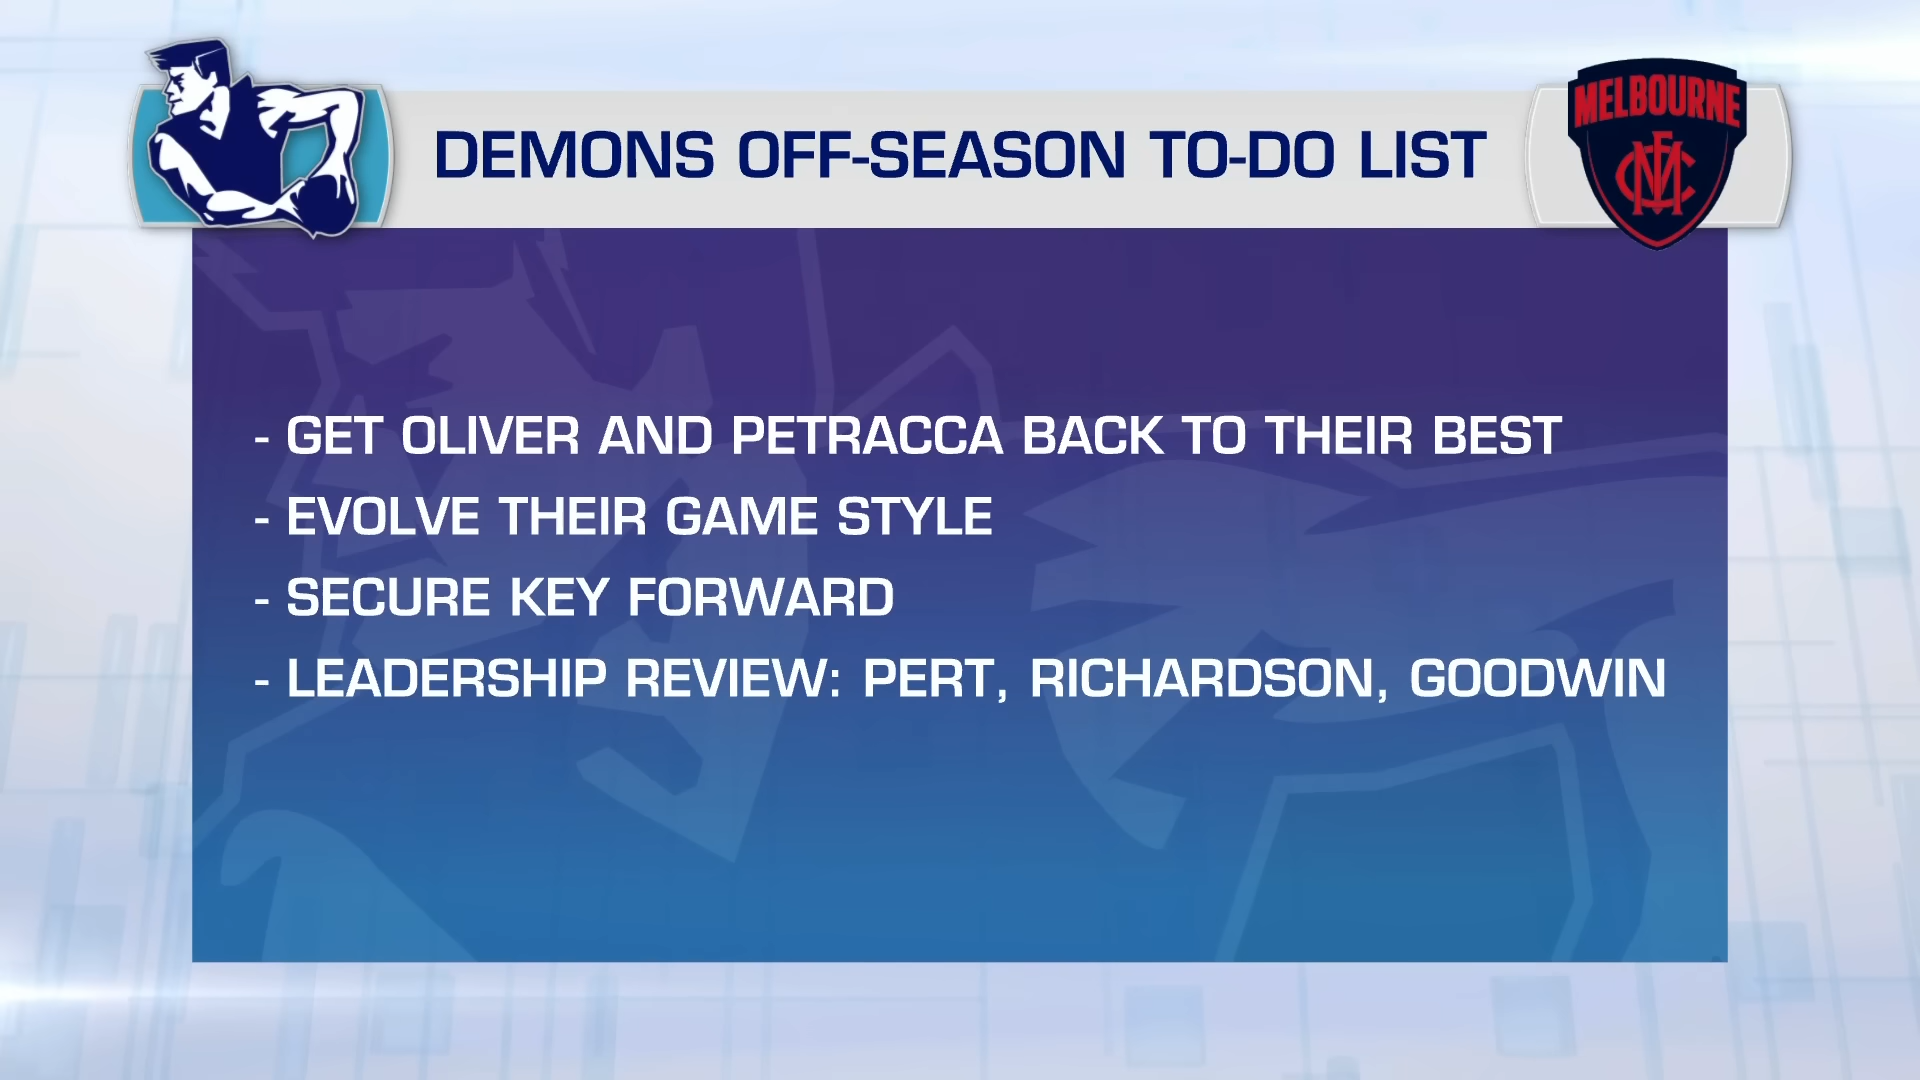 DEMONS OFF-SEASON TO-DO LIST
MELBOURNE
MFC
- GET OLIVER AND PETRACCA BACK TO THEIR BEST
- EVOLVE THEIR GAME STYLE
- SECURE KEY FORWARD
- LEADERSHIP REVIEW: PERT, RICHARDSON, GOODWIN